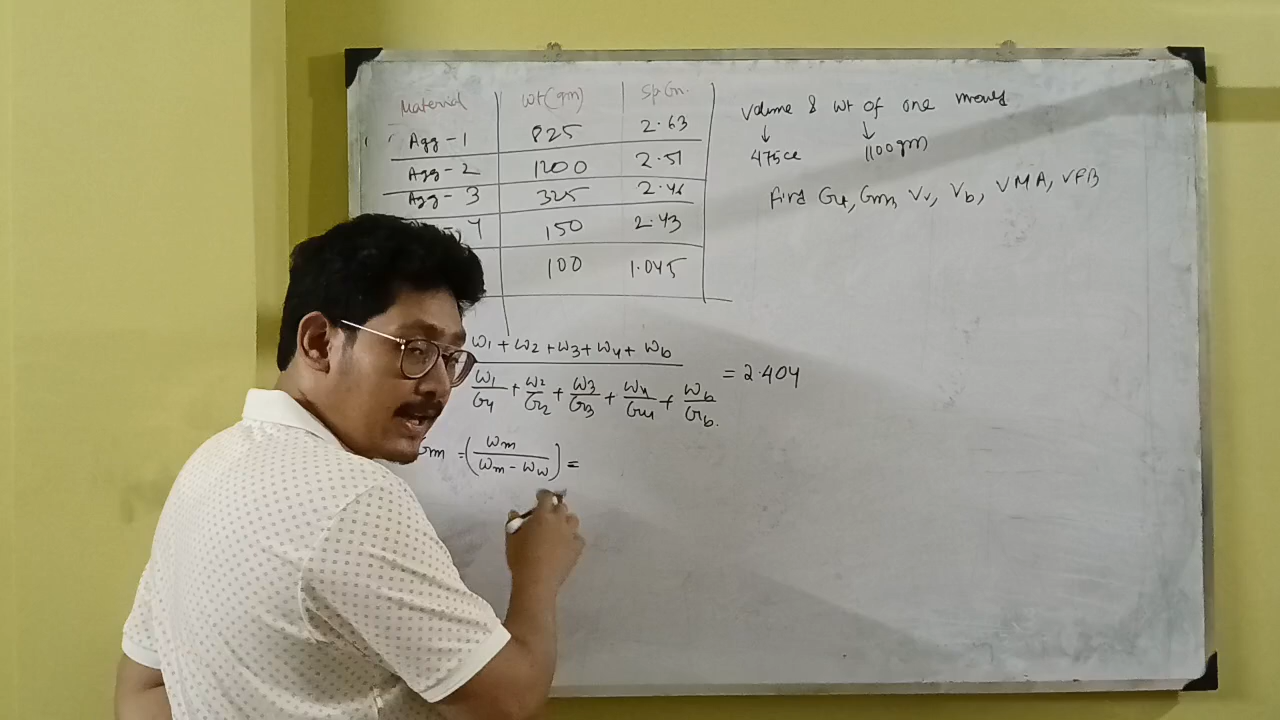 Material wt(gm) Sp Gr.
Agg-1 825 2.63
Agg-2 1200 2.51
Agg-3 325 2.46
4 150 2.43
100 1.045
volume & wt of one mould
↓ ↓
475cc 1100gm
Find Gt, Gm, Vv, Vb, VMA, VFB
w1 + w2 + w3 + w4 + wb
w1/G1 + w2/G2 + w3/G3 + w4/G4 + wb/Gb. = 2.404
Gm = (wm / wm - ww) =